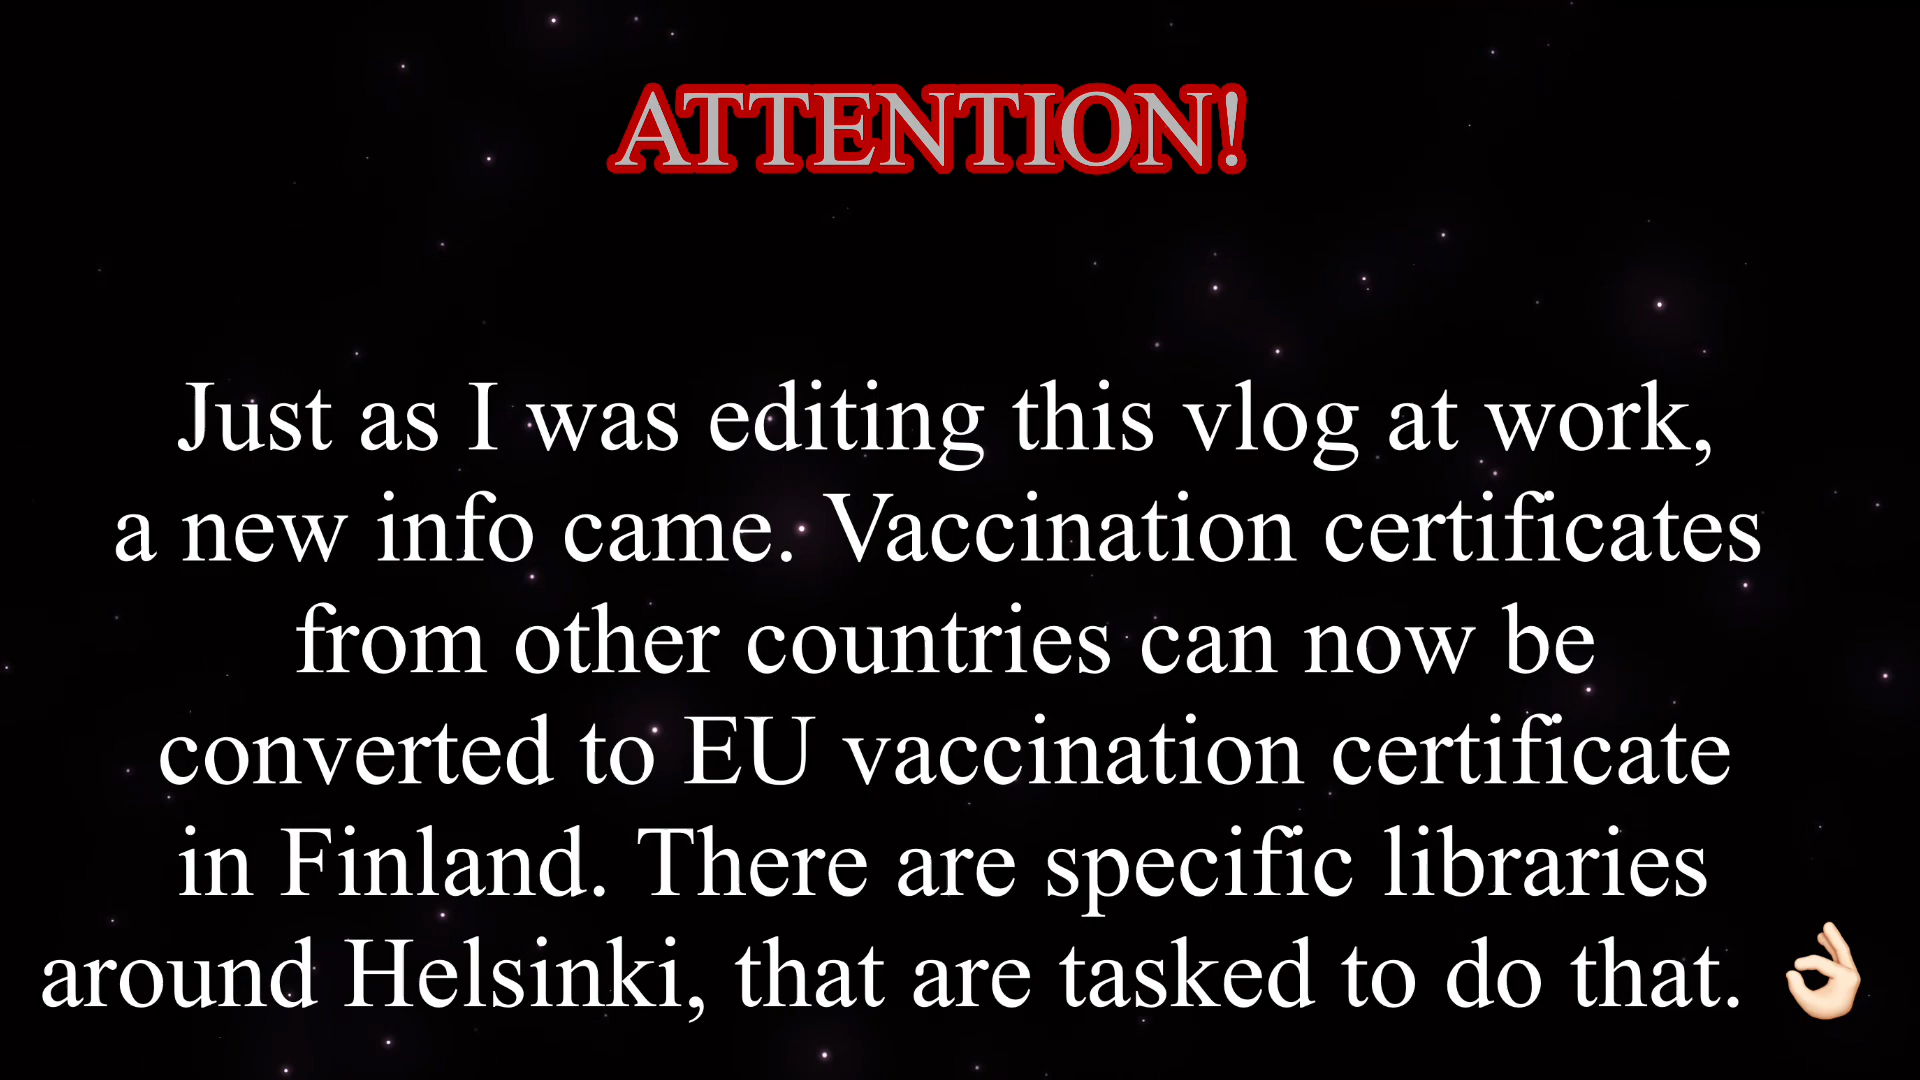 ATTENTION!
Just as I was editing this vlog at work,
a new info came. Vaccination certificates
from other countries can now be
converted to EU vaccination certificate
in Finland. There are specific libraries
around Helsinki, that are tasked to do that. 👌🏻